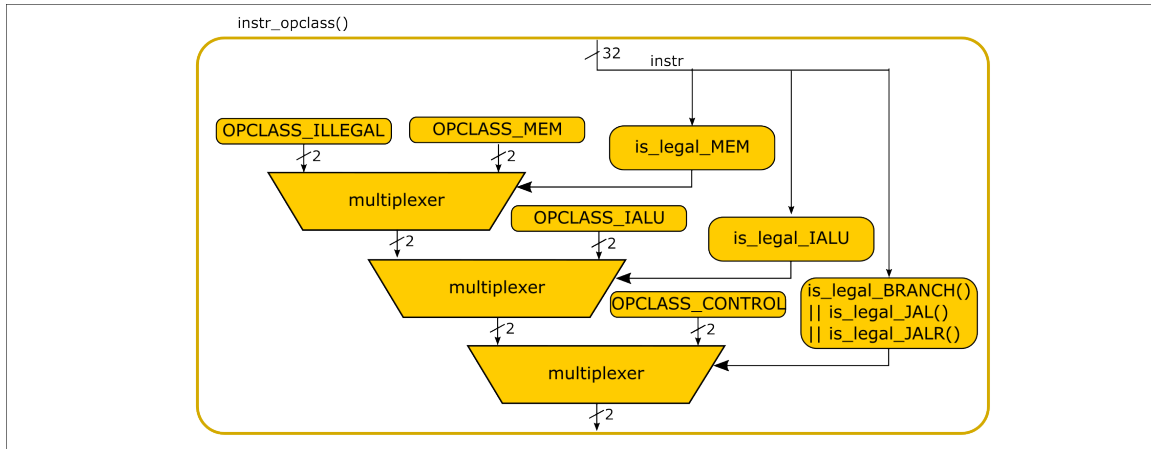 instr_opclass()
32
instr
OPCLASS_ILLEGAL
OPCLASS_MEM
is_legal_MEM
2
2
multiplexer
OPCLASS_IALU
is_legal_IALU
2
2
multiplexer
OPCLASS_CONTROL
is_legal_BRANCH()
|| is_legal_JAL()
|| is_legal_JALR()
2
2
multiplexer
2